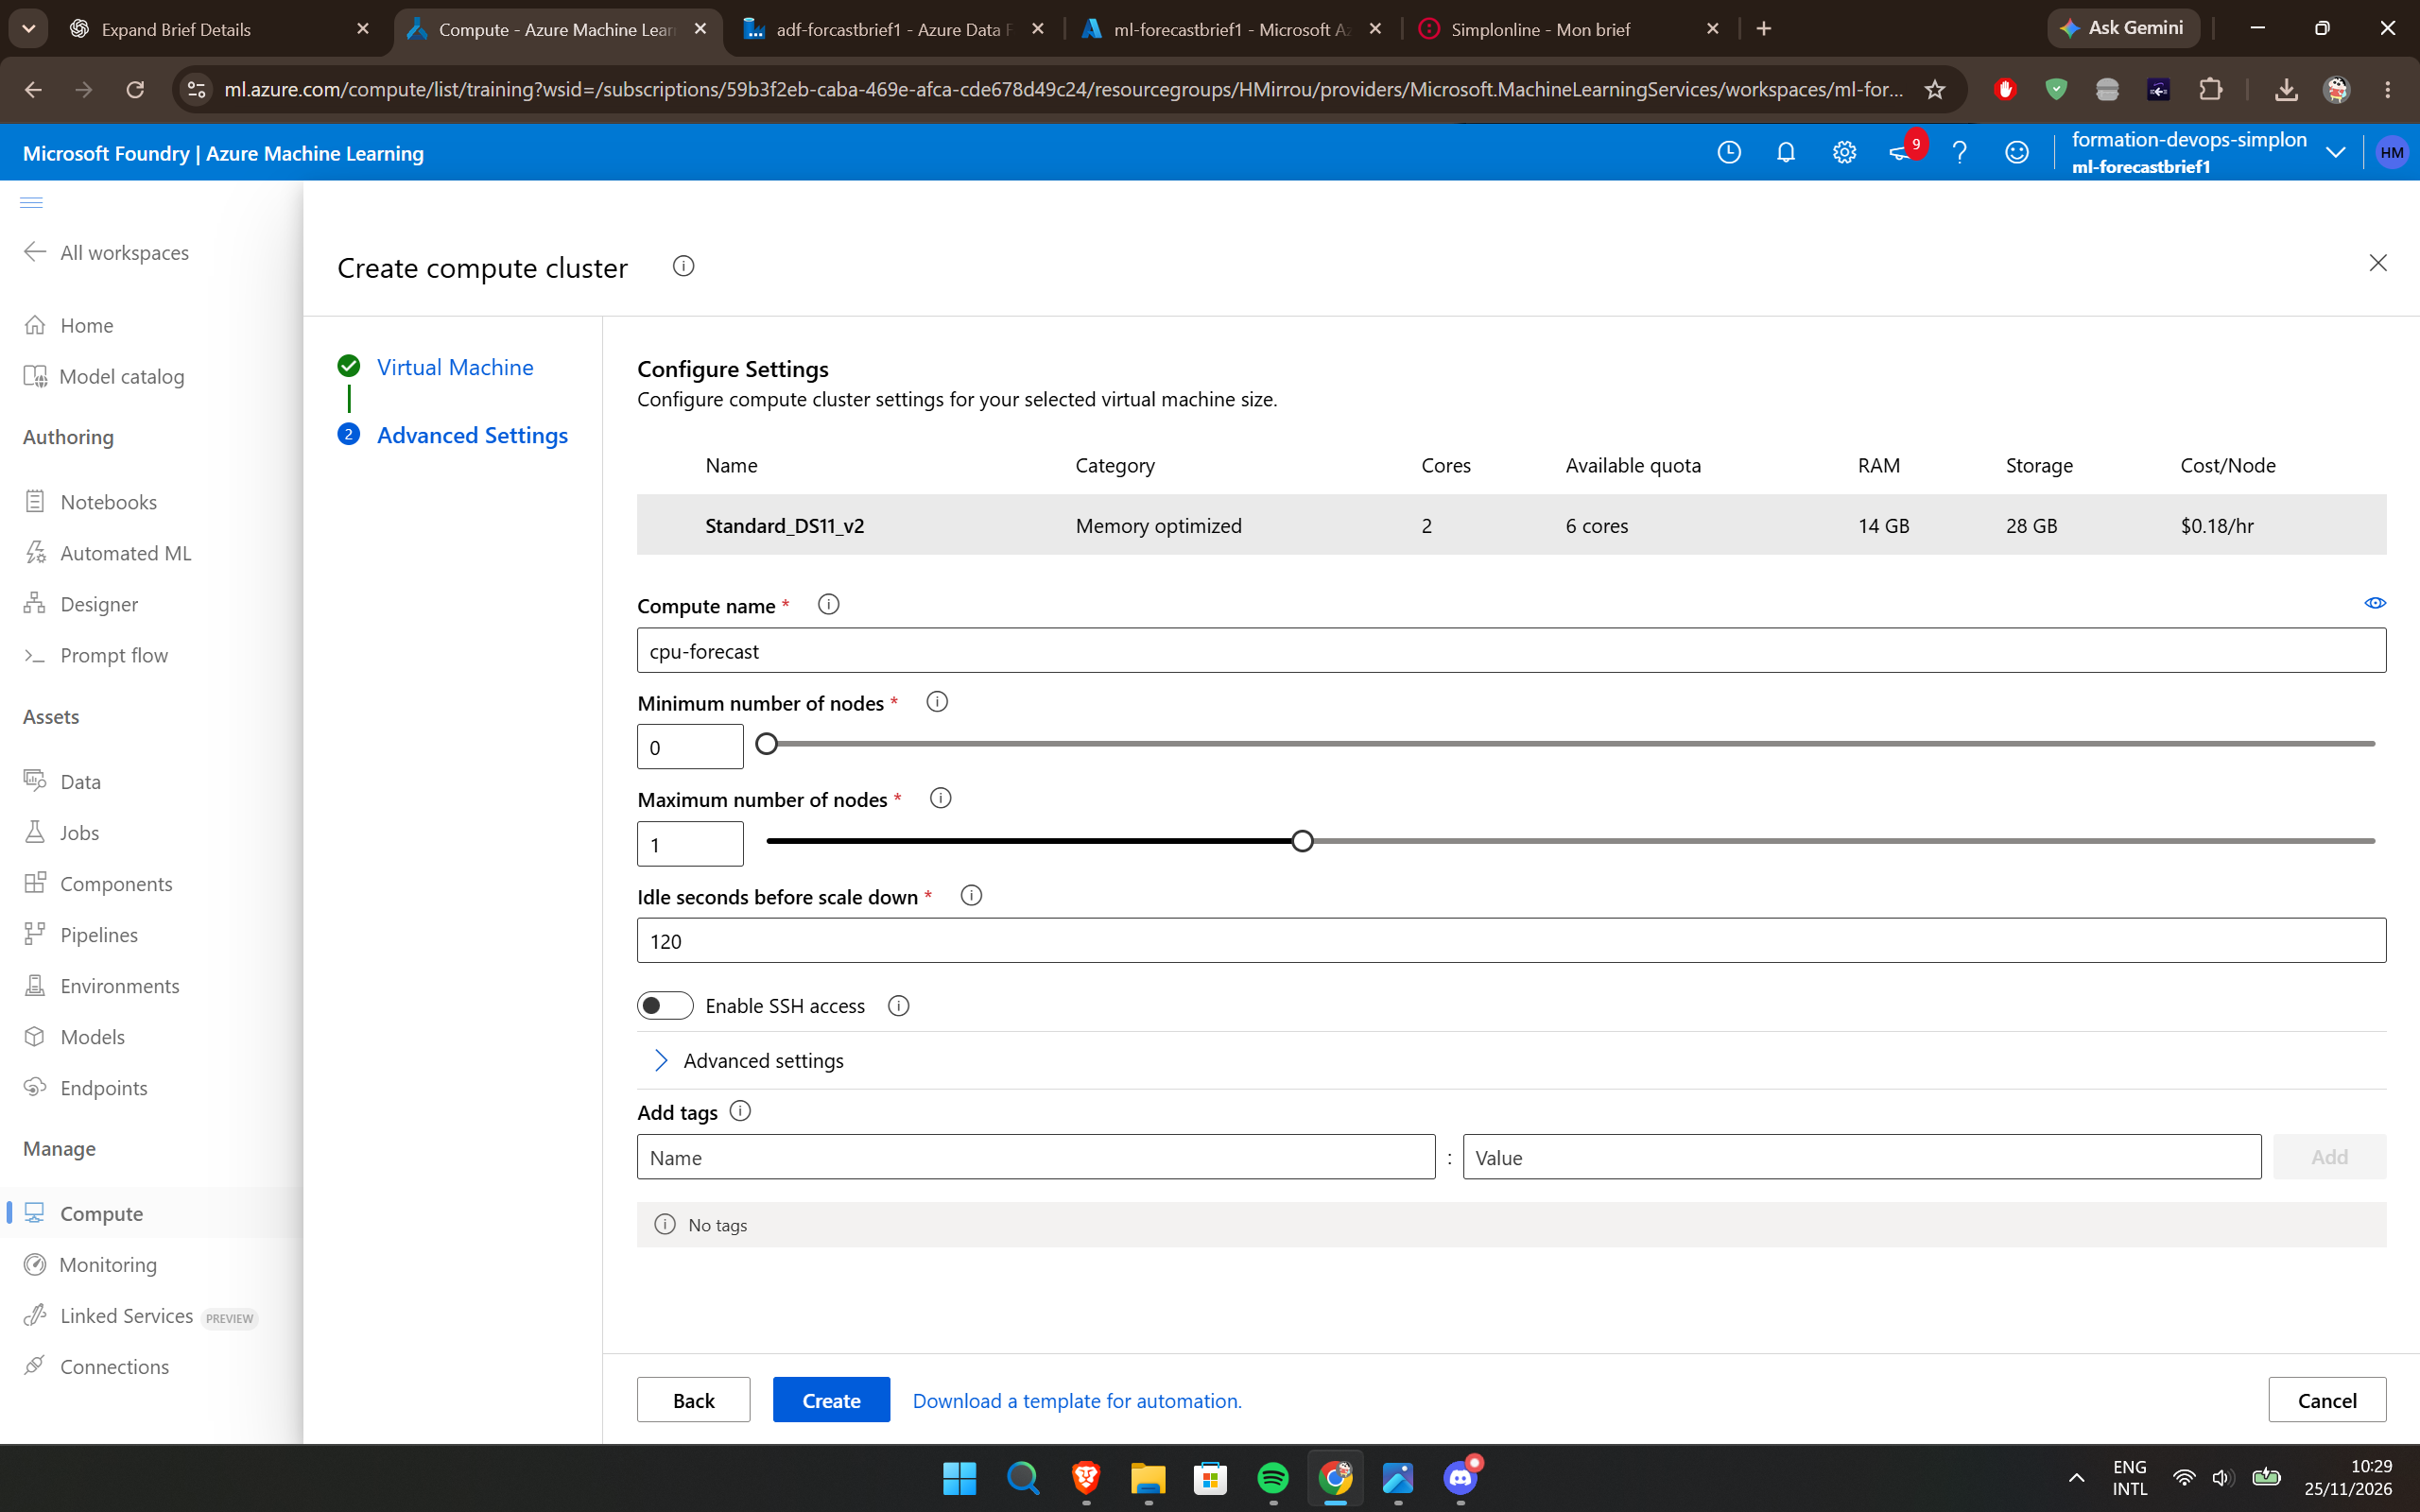 Expand Brief Details
Compute - Azure Machine Lear
adf-forcastbrief1 - Azure Data F
ml-forecastbrief1 - Microsoft Az
Simplonline - Mon brief
Ask Gemini
ml.azure.com/compute/list/training?wsid=/subscriptions/59b3f2eb-caba-469e-afca-cde678d49c24/resourcegroups/HMirrou/providers/Microsoft.MachineLearningServices/workspaces/ml-for...
Microsoft Foundry | Azure Machine Learning
9
formation-devops-simplon
ml-forecastbrief1
HM
All workspaces
Home
Model catalog
Authoring
Notebooks
Automated ML
Designer
Prompt flow
Assets
Data
Jobs
Components
Pipelines
Environments
Models
Endpoints
Manage
Compute
Monitoring
Linked Services PREVIEW
Connections
Create compute cluster
Virtual Machine
2 Advanced Settings
Configure Settings
Configure compute cluster settings for your selected virtual machine size.
Name Category Cores Available quota RAM Storage Cost/Node
Standard_DS11_v2 Memory optimized 2 6 cores 14 GB 28 GB $0.18/hr
Compute name *
cpu-forecast
Minimum number of nodes *
0
Maximum number of nodes *
1
Idle seconds before scale down *
120
Enable SSH access
Advanced settings
Add tags
Name : Value Add
No tags
Back Create Download a template for automation. Cancel
ENG
INTL
10:29
25/11/2026